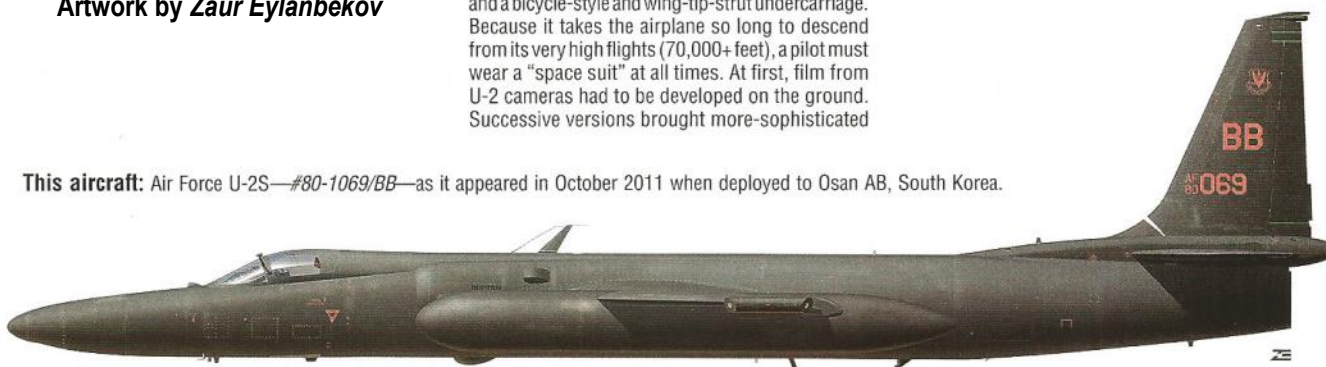 Artwork by Zaur Eylanbekov
and a bicycle-style and wing-tip-strut undercarriage.
Because it takes the airplane so long to descend
from its very high flights (70,000+ feet), a pilot must
wear a “space suit” at all times. At first, film from
U-2 cameras had to be developed on the ground.
Successive versions brought more-sophisticated
This aircraft: Air Force U-2S—#80-1069/BB—as it appeared in October 2011 when deployed to Osan AB, South Korea.
BB
AF
80 069
ZE